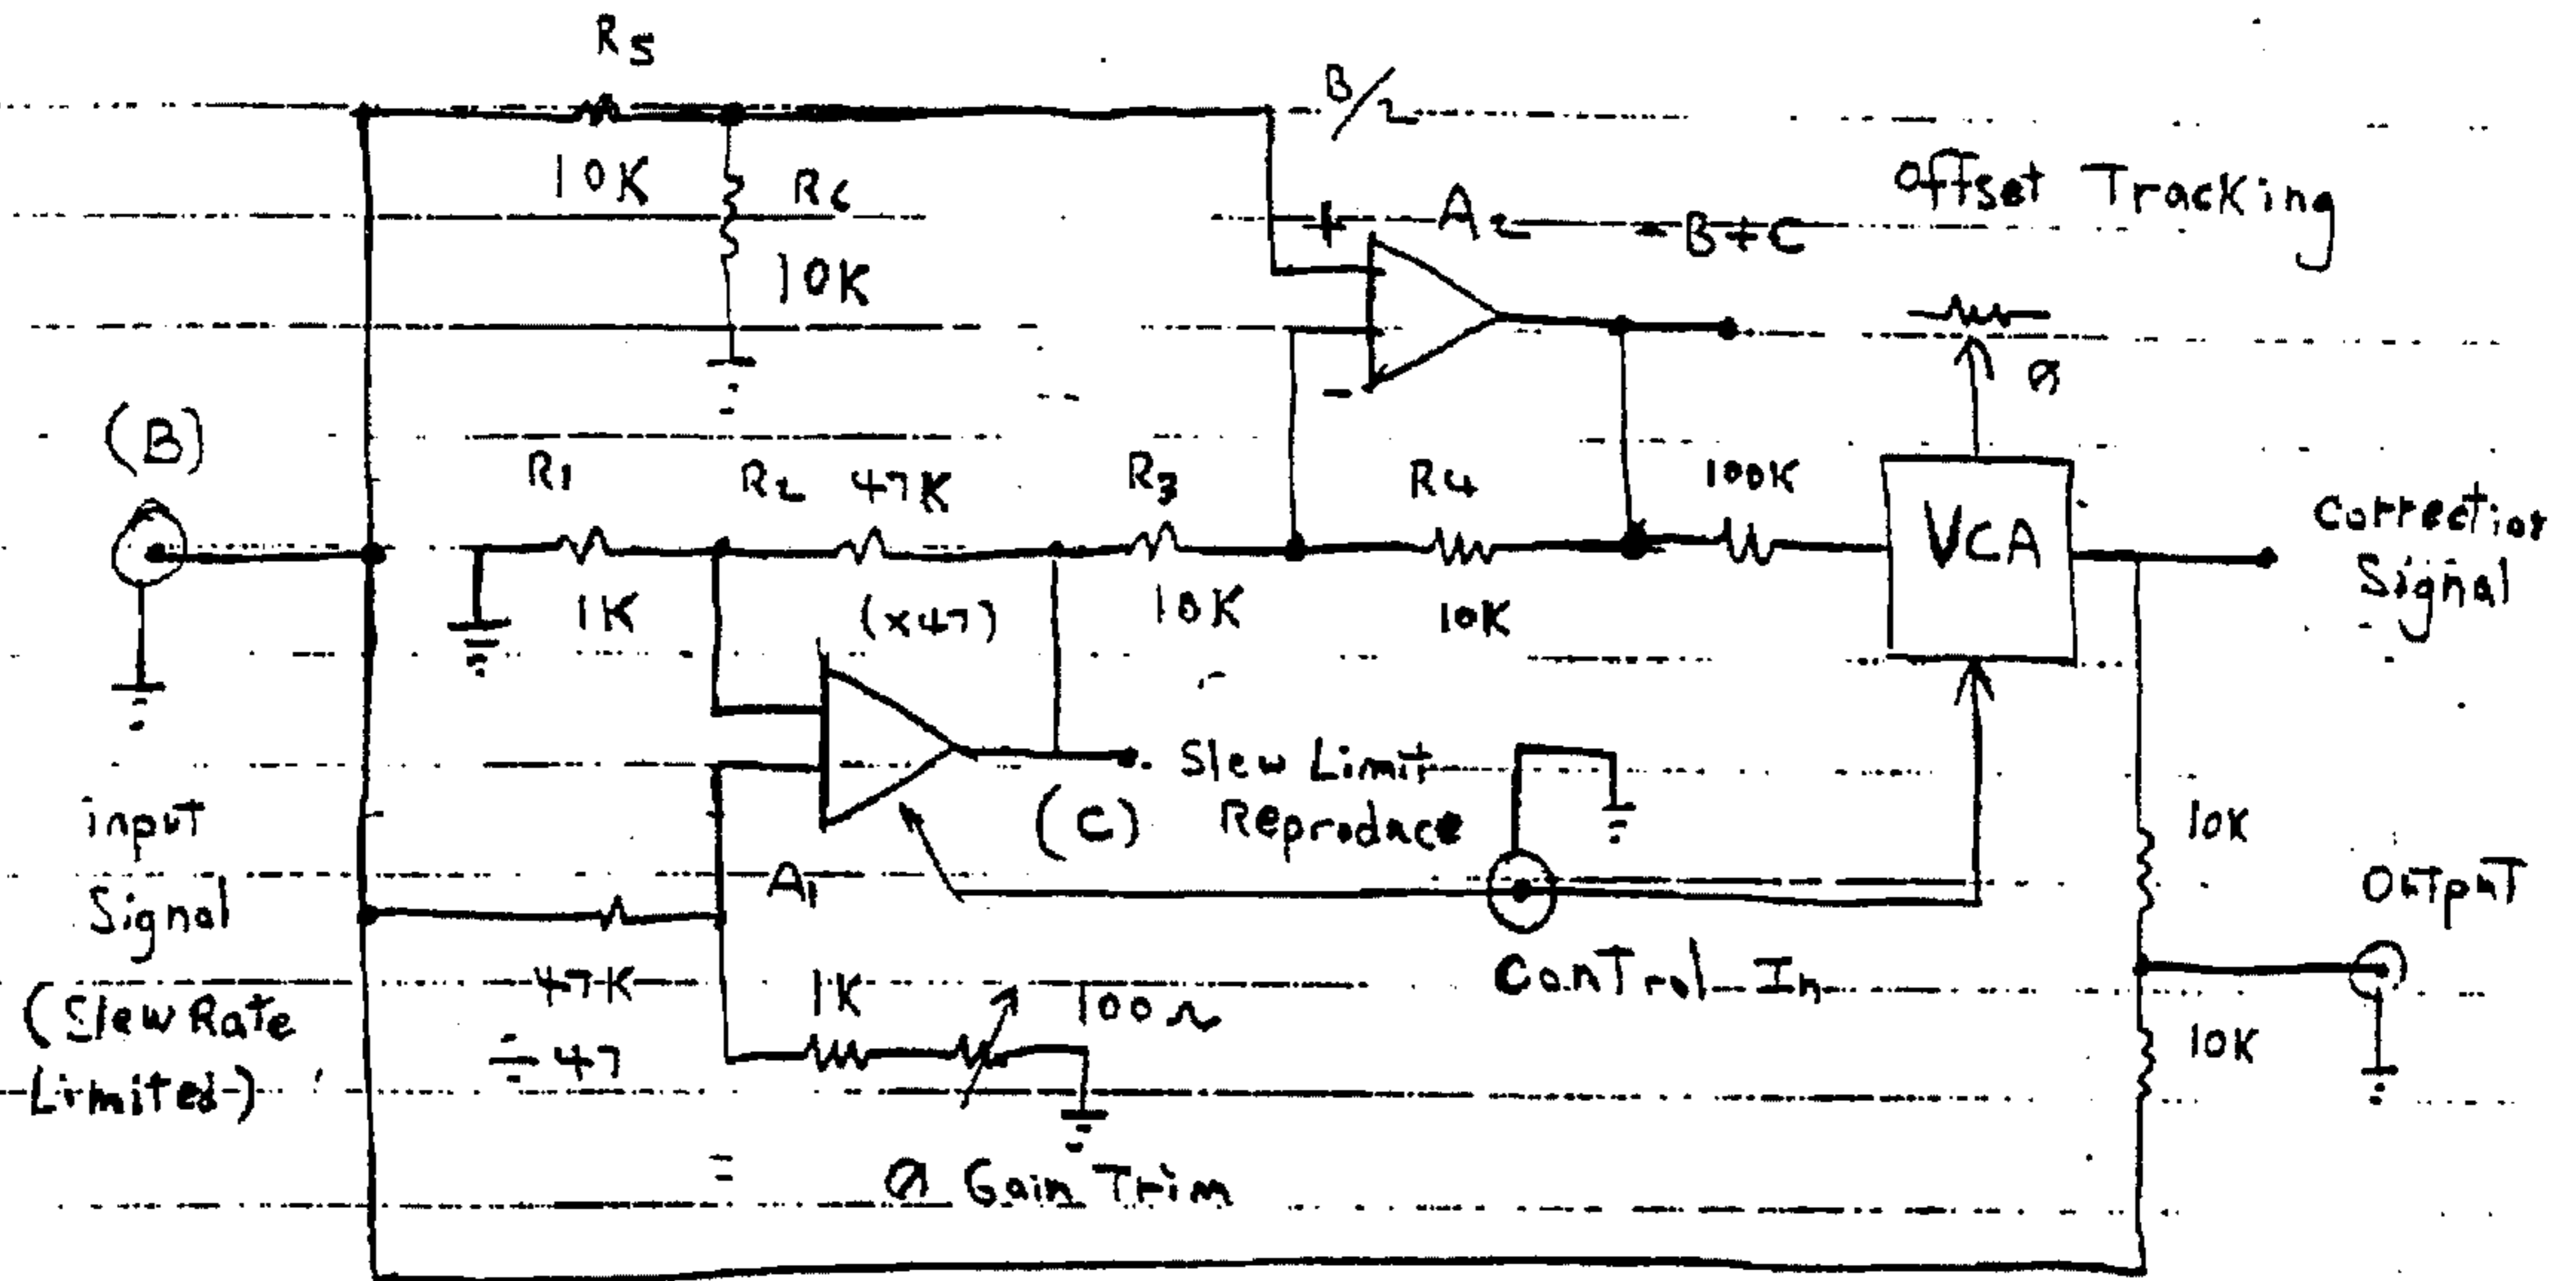 R5
B/2
10K
R6
10K
+
A2
-B+C
Offset Tracking
Ø
-
(B)
R1
R2
47K
R3
R4
100K
VCA
Correction
Signal
1K
(x47)
10K
10K
input
Signal
(Slew Rate
Limited)
A1
(C)
Slew Limit
Reproduce
10K
Output
Control In
47K
÷47
1K
100Ω
10K
Ø Gain Trim